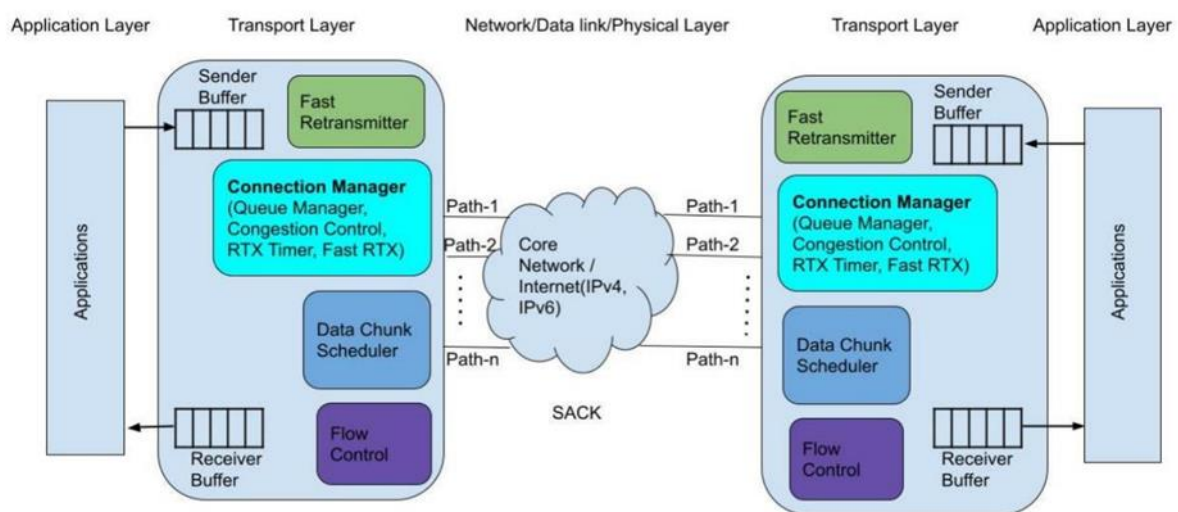 Application Layer
Transport Layer
Network/Data link/Physical Layer
Transport Layer
Application Layer
Applications
Sender
Buffer
Fast
Retransmitter
Connection Manager
(Queue Manager,
Congestion Control,
RTX Timer, Fast RTX)
Data Chunk
Scheduler
Flow
Control
Receiver
Buffer
Path-1
Path-2
Path-n
Core
Network /
Internet(IPv4,
IPv6)
SACK
Path-1
Path-2
Path-n
Fast
Retransmitter
Sender
Buffer
Connection Manager
(Queue Manager,
Congestion Control,
RTX Timer, Fast RTX)
Data Chunk
Scheduler
Flow
Control
Receiver
Buffer
Applications